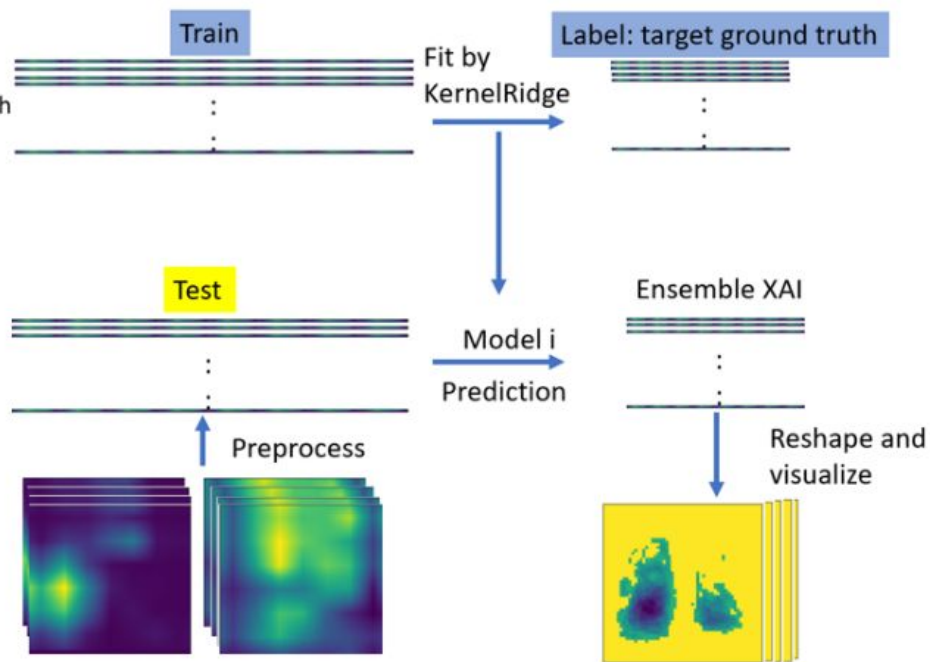 Train
Label: target ground truth
Fit by
KernelRidge
h
Test
Ensemble XAI
Model i
Prediction
Preprocess
Reshape and
visualize